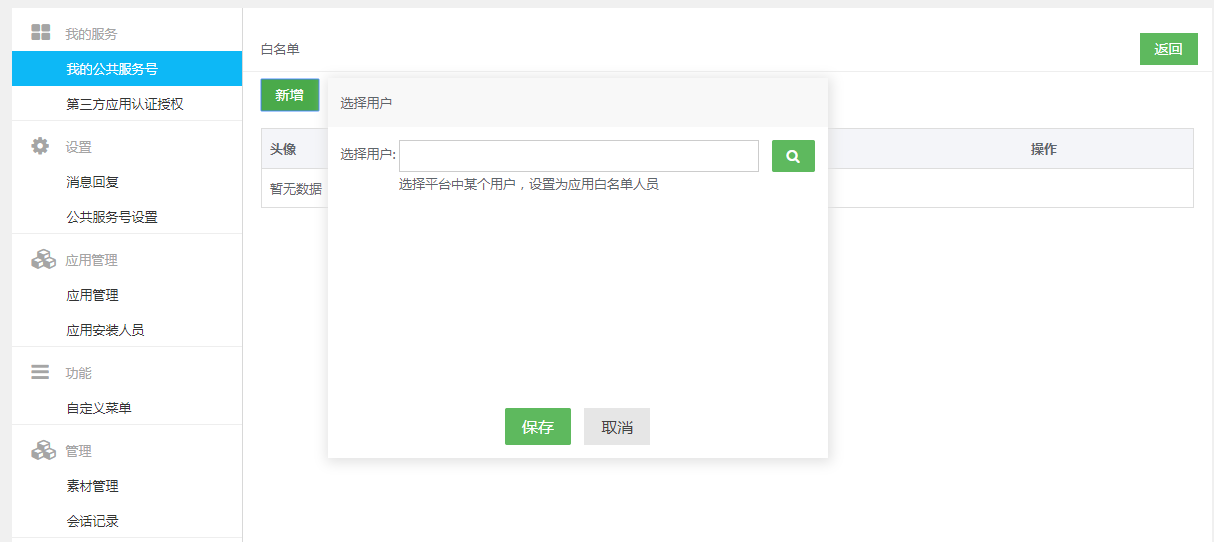 我的服务
我的公共服务号
第三方应用认证授权
设置
消息回复
公共服务号设置
应用管理
应用管理
应用安装人员
功能
自定义菜单
管理
素材管理
会话记录
白名单
返回
新增
头像
操作
暂无数据
选择用户
选择用户:
选择平台中某个用户，设置为应用白名单人员
保存
取消